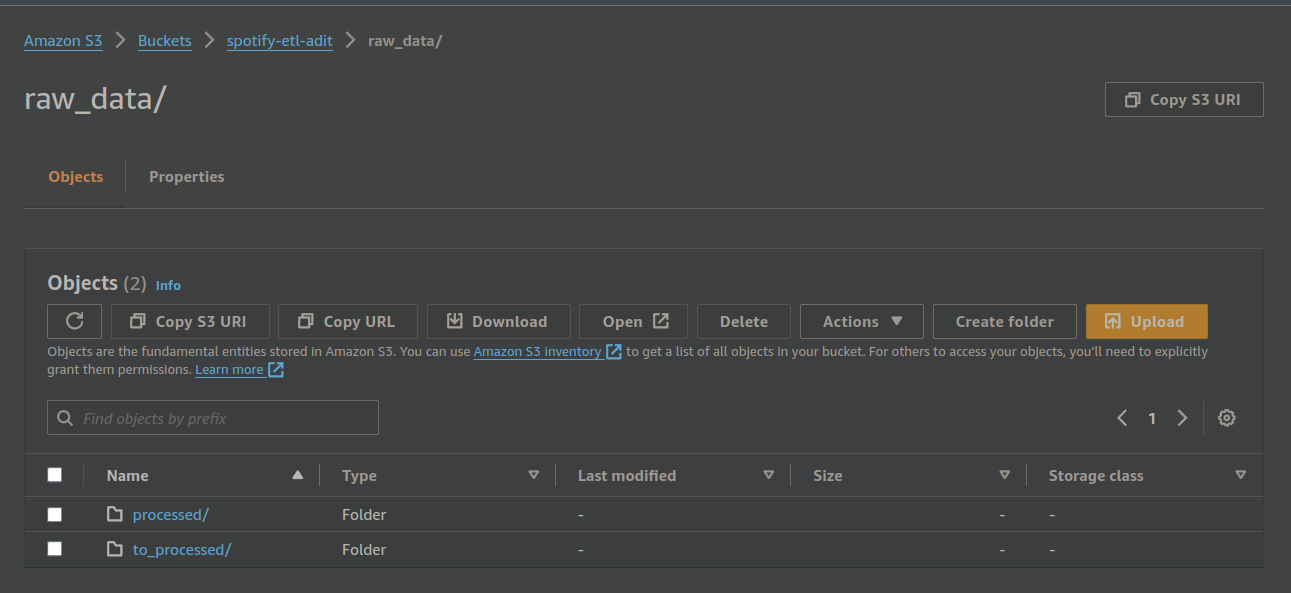 Amazon S3 > Buckets > spotify-etl-adit > raw_data/
raw_data/
Copy S3 URI
Objects Properties
Objects (2) Info
Copy S3 URI Copy URL Download Open Delete Actions Create folder Upload
Objects are the fundamental entities stored in Amazon S3. You can use Amazon S3 Inventory to get a list of all objects in your bucket. For others to access your objects, you'll need to explicitly
grant them permissions. Learn more
Find objects by prefix
1
Name Type Last modified Size Storage class
processed/ Folder - - -
to_processed/ Folder - - -